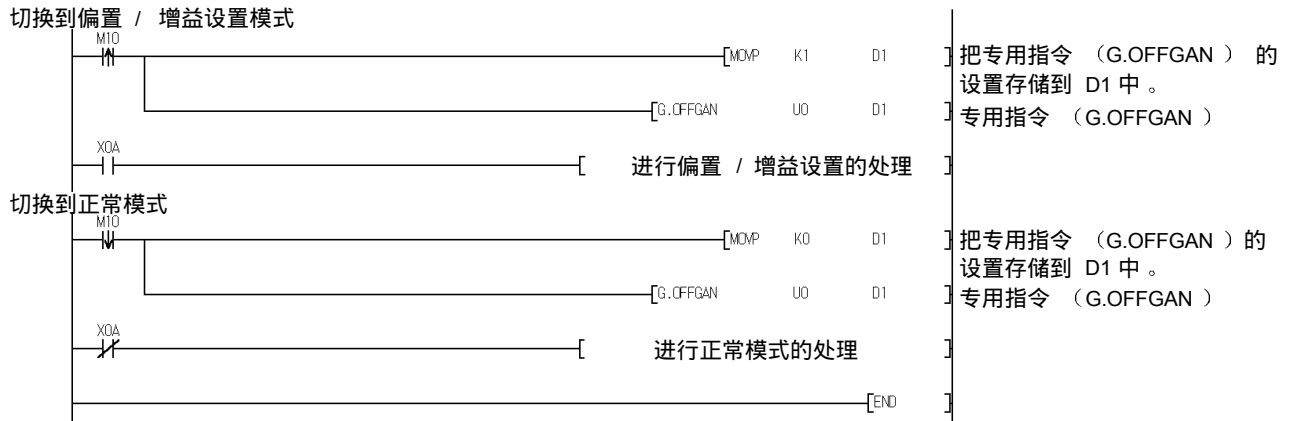 切换到偏置 / 增益设置模式
M10
MOVP K1 D1
把专用指令 （G.OFFGAN ） 的
设置存储到 D1 中 。
G.OFFGAN U0 D1
专用指令 （G.OFFGAN ）
X0A
进行偏置 / 增益设置的处理
切换到正常模式
M10
MOVP K0 D1
把专用指令 （G.OFFGAN ）的
设置存储到 D1 中 。
G.OFFGAN U0 D1
专用指令 （G.OFFGAN ）
X0A
进行正常模式的处理
END